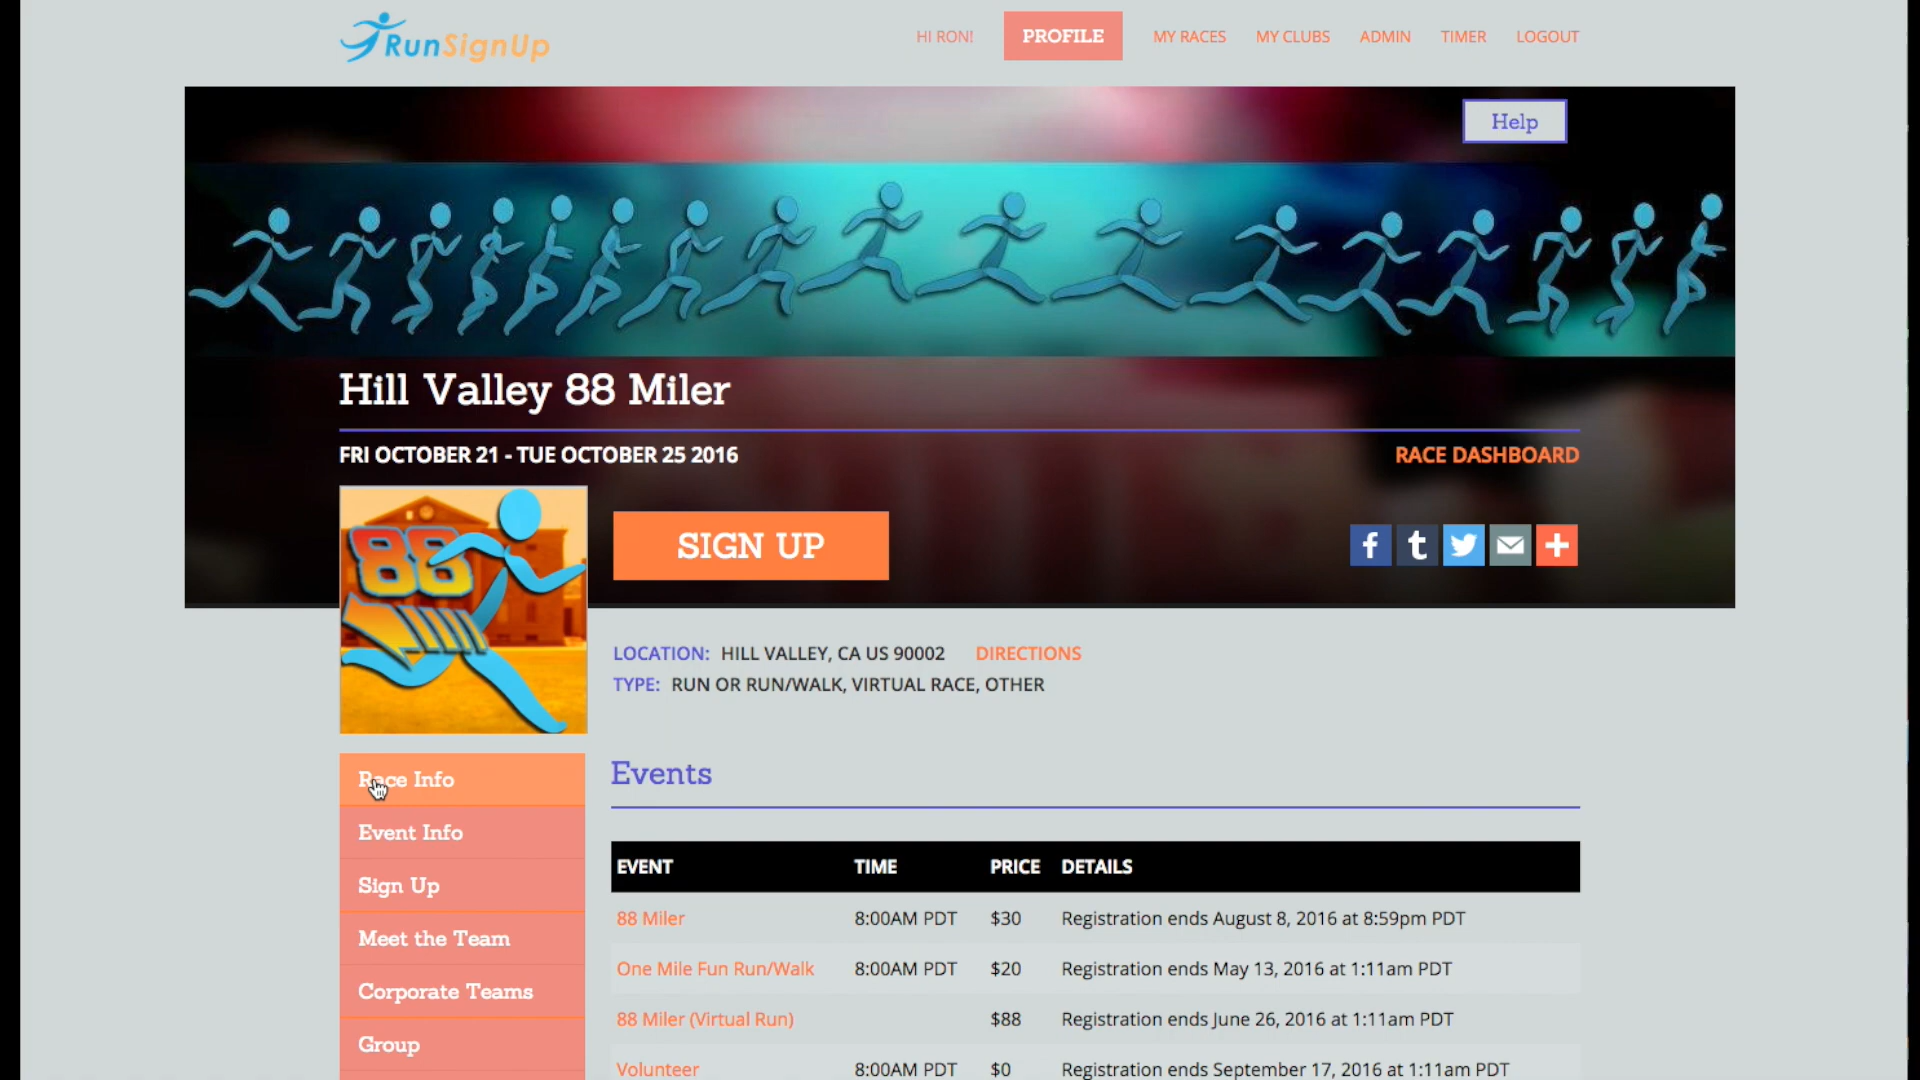 RunSignUp
HI RON!
PROFILE
MY RACES
MY CLUBS
ADMIN
TIMER
LOGOUT
Help
Hill Valley 88 Miler
FRI OCTOBER 21 - TUE OCTOBER 25 2016
RACE DASHBOARD
88
SIGN UP
LOCATION: HILL VALLEY, CA US 90002 DIRECTIONS
TYPE: RUN OR RUN/WALK, VIRTUAL RACE, OTHER
Race Info
Event Info
Sign Up
Meet the Team
Corporate Teams
Group
Events
EVENT TIME PRICE DETAILS
88 Miler 8:00AM PDT $30 Registration ends August 8, 2016 at 8:59pm PDT
One Mile Fun Run/Walk 8:00AM PDT $20 Registration ends May 13, 2016 at 1:11am PDT
88 Miler (Virtual Run) $88 Registration ends June 26, 2016 at 1:11am PDT
Volunteer 8:00AM PDT $0 Registration ends September 17, 2016 at 1:11am PDT